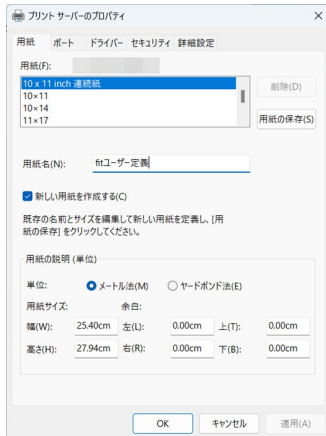 プリント サーバーのプロパティ
用紙 ポート ドライバー セキュリティ 詳細設定
用紙(F):
10 x 11 inch 連続紙
10×11
10×14
11×17
削除(D)
用紙の保存(S)
用紙名(N): fitユーザー定義
新しい用紙を作成する(C)
既存の名前とサイズを編集して新しい用紙を定義し、[用
紙の保存] をクリックしてください。
用紙の説明 (単位)
単位: メートル法(M) ヤードポンド法(E)
用紙サイズ: 余白:
幅(W): 25.40cm 左(L): 0.00cm 上(T): 0.00cm
高さ(H): 27.94cm 右(R): 0.00cm 下(B): 0.00cm
OK キャンセル 適用(A)